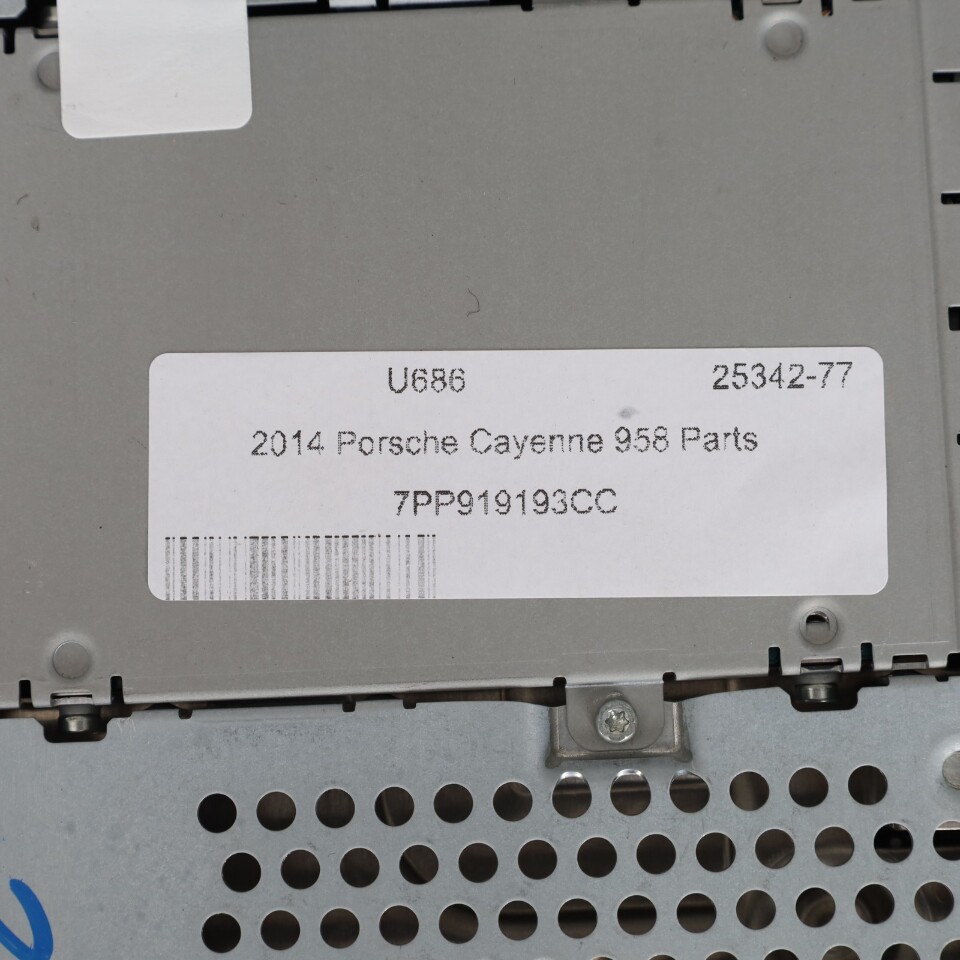 U686 25342-77
2014 Porsche Cayenne 958 Parts
7PP919193CC